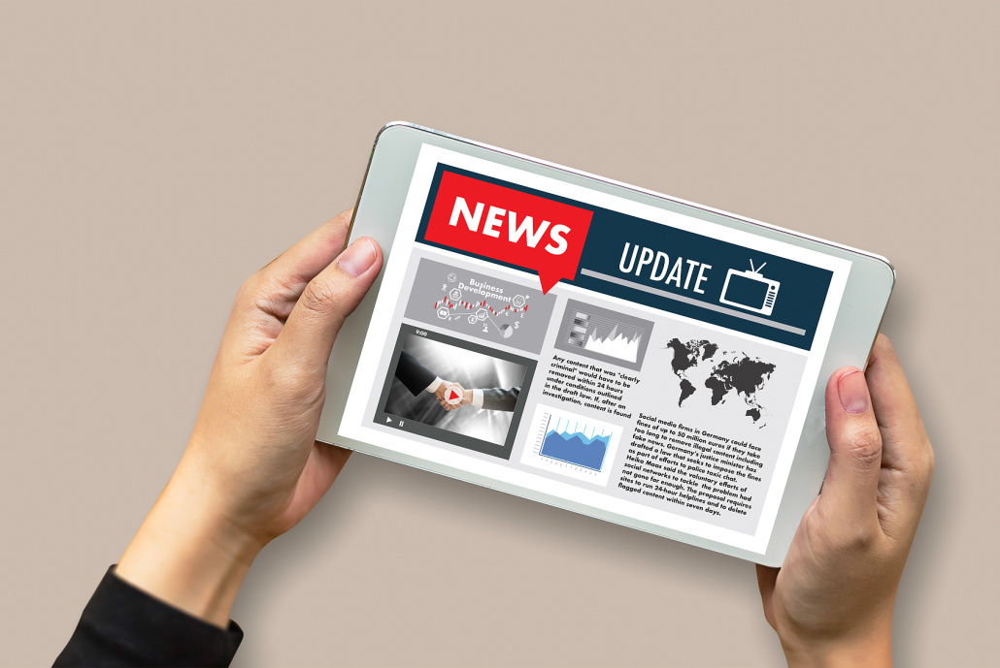 NEWS
UPDATE
Business
Development
0:00
Any content that was "clearly
criminal" would have to be
removed within 24 hours
under conditions outlined
in the draft law. If, after an
investigation, content is found
Social media firms in Germany could face
fines of up to 50 million euros if they take
too long to remove illegal content including
fake news. Germany's justice minister has
drafted a law that seeks to impose the fines
as part of efforts to police toxic chat.
Heiko Maas said the voluntary efforts of
social networks to tackle the problem had
not gone far enough. The proposal requires
sites to run 24-hour helplines and to delete
flagged content within seven days.